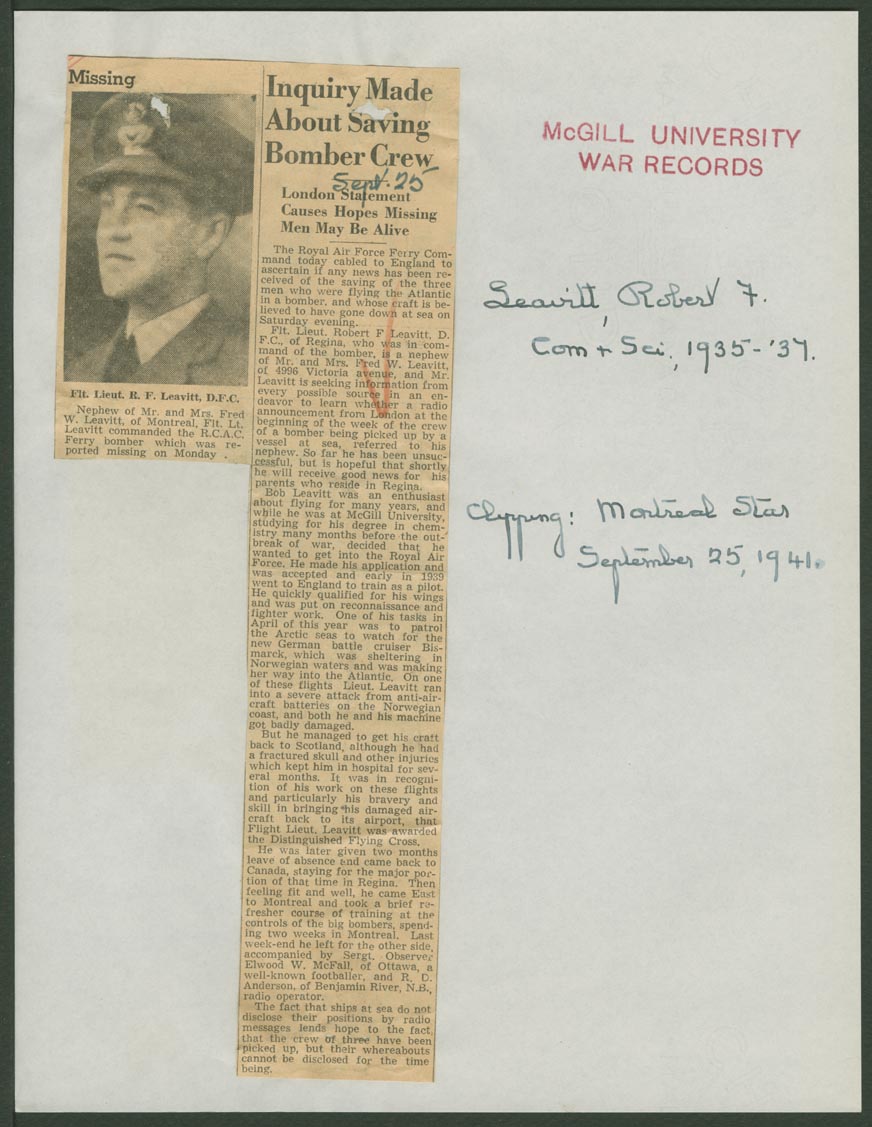 Missing
Flt. Lieut. R. F. Leavitt, D.F.C.
Nephew of Mr. and Mrs. Fred
W. Leavitt, of Montreal, Flt. Lt.
Leavitt commanded the R.C.A.C.
Ferry bomber which was re-
ported missing on Monday .
Inquiry Made
About Saving
Bomber Crew
Sept. 25
London Statement
Causes Hopes Missing
Men May Be Alive
The Royal Air Force Ferry Com-
mand today cabled to England to
ascertain if any news has been re-
ceived of the saving of the three
men who were flying the Atlantic
in a bomber, and whose craft is be-
lieved to have gone down at sea on
Saturday evening.
Flt. Lieut. Robert F Leavitt, D.
F.C., of Regina, who was in com-
mand of the bomber, is a nephew
of Mr. and Mrs. Fred W. Leavitt,
of 4996 Victoria avenue, and Mr.
Leavitt is seeking information from
every possible source in an en-
deavor to learn whether a radio
announcement from London at the
beginning of the week of the crew
of a bomber being picked up by a
vessel at sea, referred to his
nephew. So far he has been unsuc-
cessful, but is hopeful that shortly
he will receive good news for his
parents who reside in Regina.
Bob Leavitt was an enthusiast
about flying for many years, and
while he was at McGill University,
studying for his degree in chem-
istry many months before the out-
break of war, decided that he
wanted to get into the Royal Air
Force. He made his application and
was accepted and early in 1939
went to England to train as a pilot.
He quickly qualified for his wings
and was put on reconnaissance and
fighter work. One of his tasks in
April of this year was to patrol
the Arctic seas to watch for the
new German battle cruiser Bis-
marck, which was sheltering in
Norwegian waters and was making
her way into the Atlantic. On one
of these flights Lieut. Leavitt ran
into a severe attack from anti-air-
craft batteries on the Norwegian
coast, and both he and his machine
got badly damaged.
But he managed to get his craft
back to Scotland, although he had
a fractured skull and other injuries
which kept him in hospital for sev-
eral months. It was in recogni-
tion of his work on these flights
and particularly his bravery and
skill in bringing his damaged air-
craft back to its airport, that
Flight Lieut. Leavitt was awarded
the Distinguished Flying Cross.
He was later given two months
leave of absence and came back to
Canada, staying for the major por-
tion of that time in Regina. Then
feeling fit and well, he came East
to Montreal and took a brief re-
fresher course of training at the
controls of the big bombers, spend-
ing two weeks in Montreal. Last
week-end he left for the other side,
accompanied by Sergt. Observer
Elwood W. McFall, of Ottawa, a
well-known footballer, and R. D.
Anderson, of Benjamin River, N.B.,
radio operator.
The fact that ships at sea do not
disclose their positions by radio
messages lends hope to the fact,
that the crew of three have been
picked up, but their whereabouts
cannot be disclosed for the time
being.
McGILL UNIVERSITY
WAR RECORDS
Leavitt, Robert F.
Com + Sci., 1935-'37.
Clipping: Montreal Star
September 25, 1941.